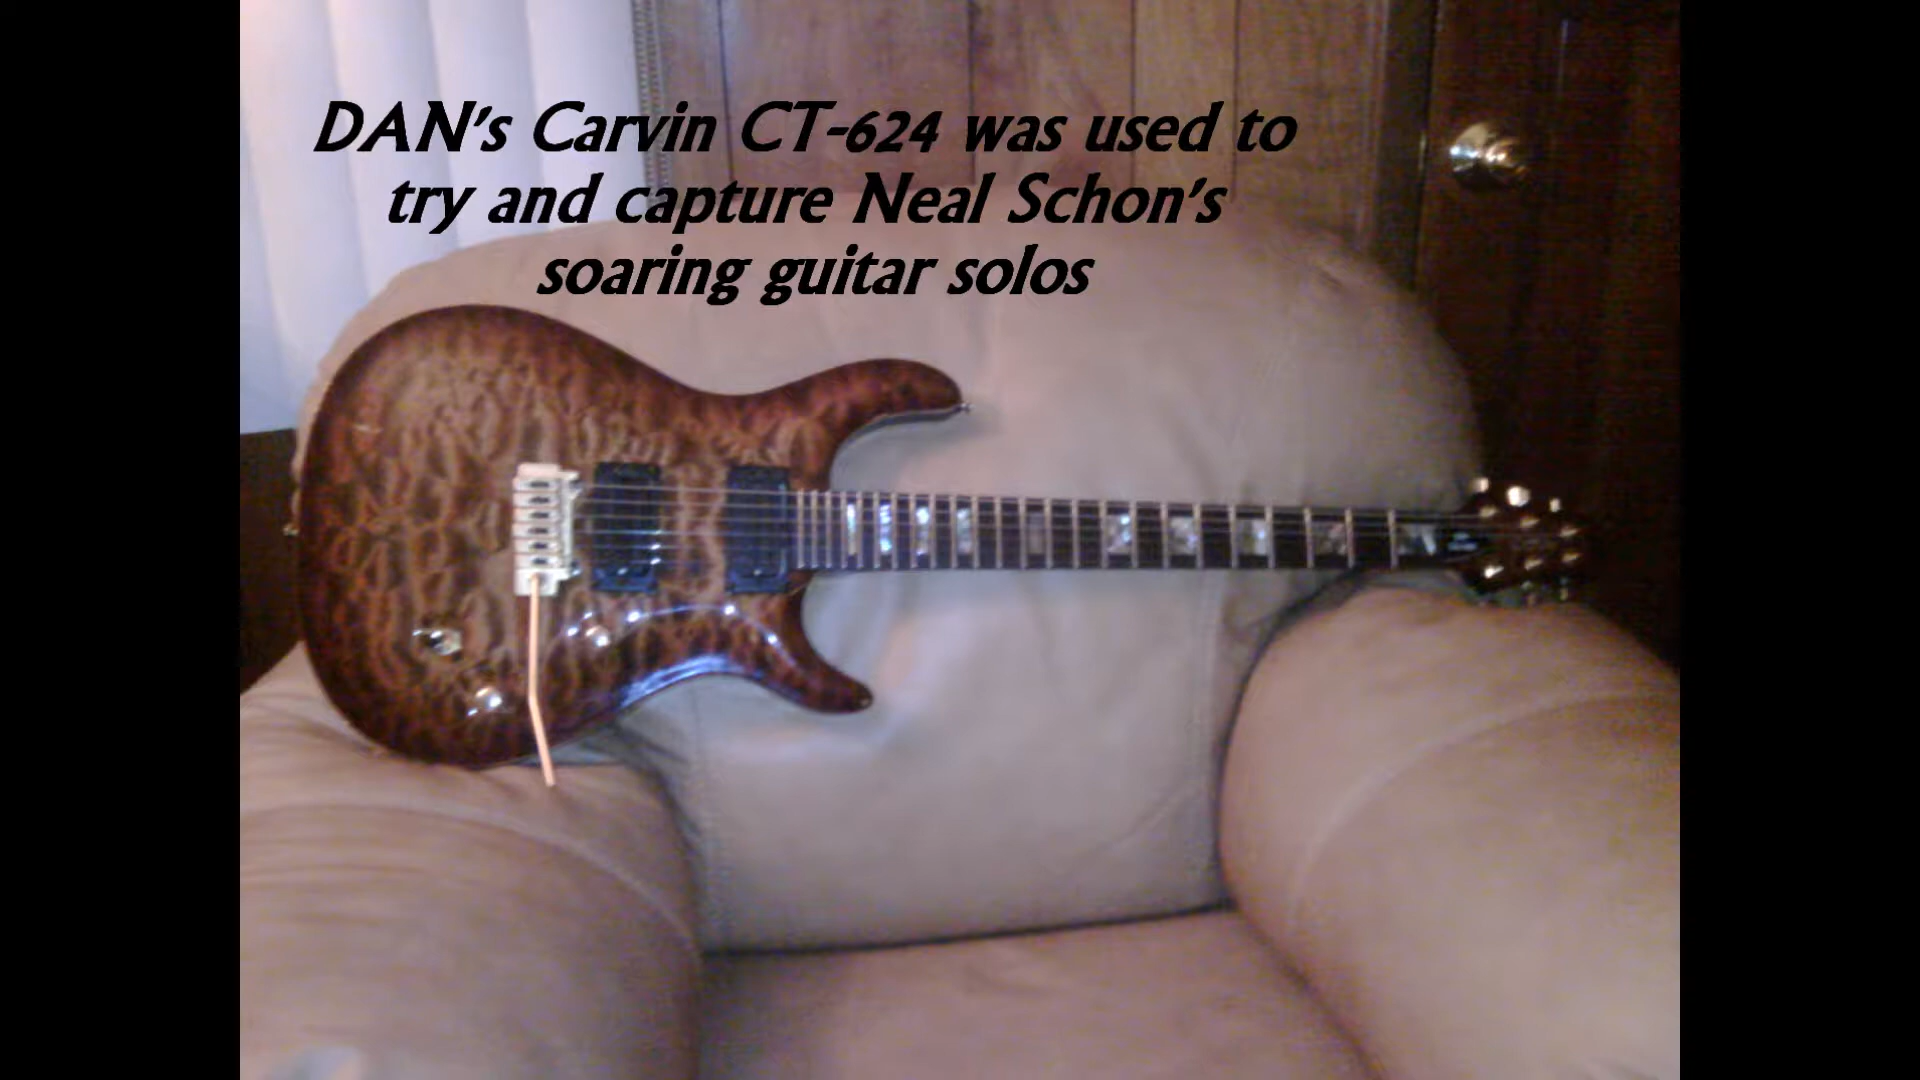 DAN's Carvin CT-624 was used to
try and capture Neal Schon's
soaring guitar solos